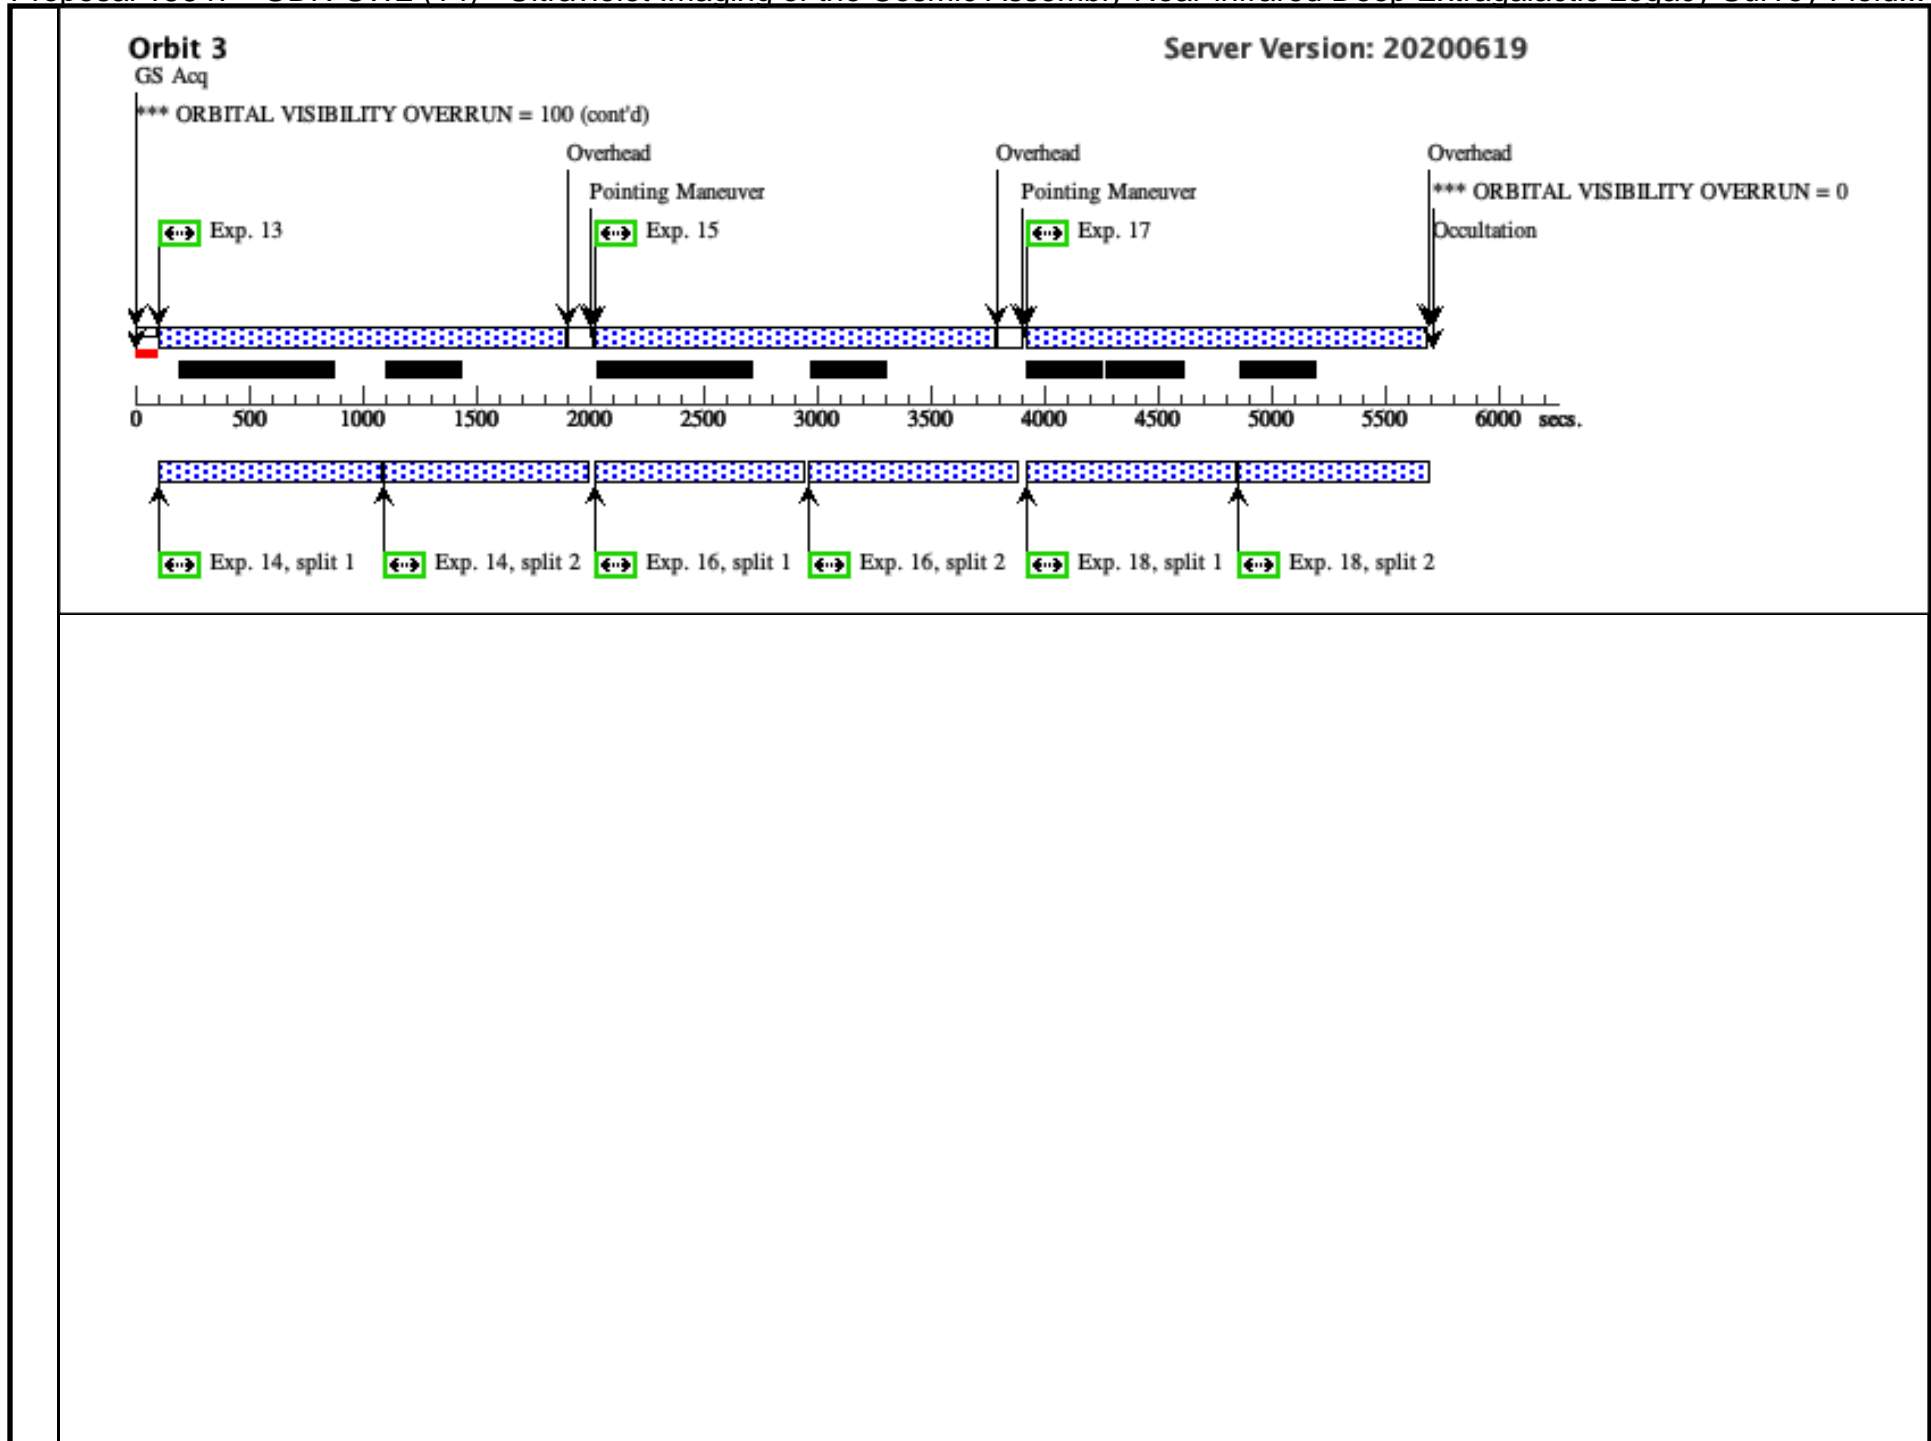 Orbit 3
Server Version: 20200619
GS Acq
*** ORBITAL VISIBILITY OVERRUN = 100 (cont'd)
Overhead
Overhead
Overhead
Pointing Maneuver
Pointing Maneuver
*** ORBITAL VISIBILITY OVERRUN = 0
Exp. 13
Exp. 15
Exp. 17
Occultation
0 500 1000 1500 2000 2500 3000 3500 4000 4500 5000 5500 6000 secs.
Exp. 14, split 1
Exp. 14, split 2
Exp. 16, split 1
Exp. 16, split 2
Exp. 18, split 1
Exp. 18, split 2